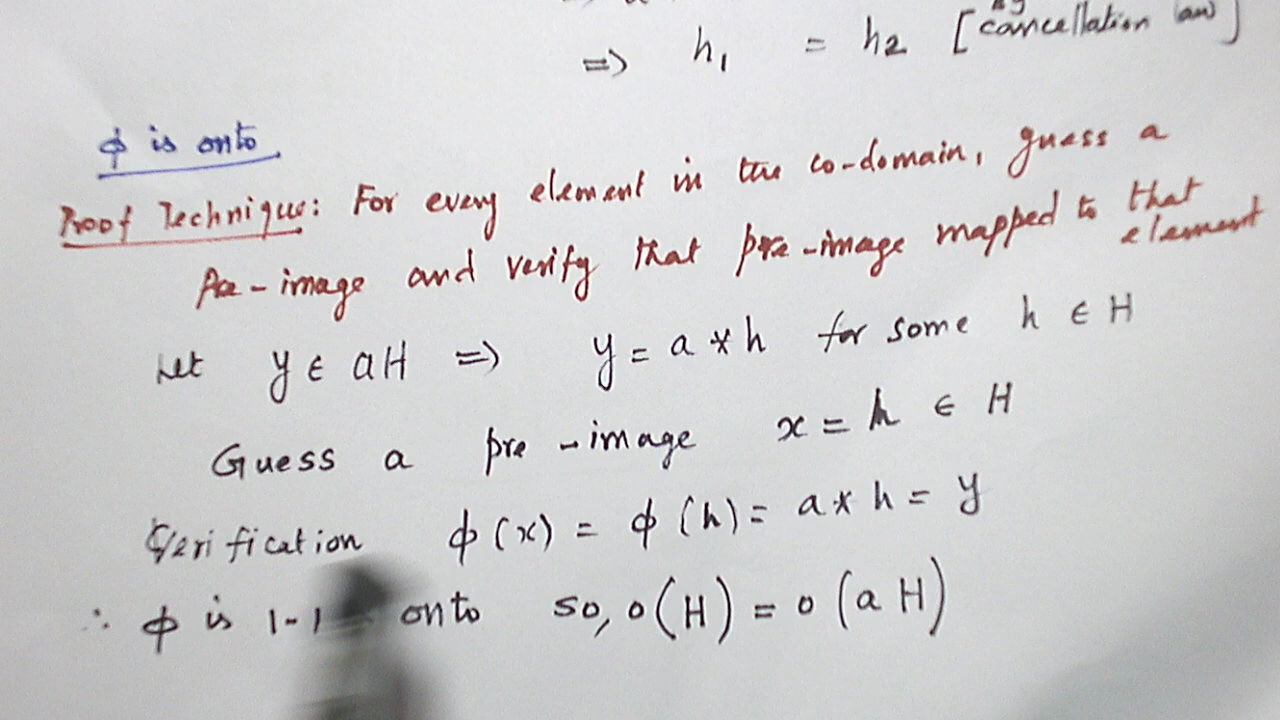 => h1 = h2 [cancellation law]
ϕ is onto
Proof Technique: For every element in the co-domain, guess a
Pre-image and verify that pre-image mapped to that
element
Let y ∈ aH => y = a * h for some h ∈ H
Guess a pre-image x = h ∈ H
Verification ϕ(x) = ϕ(h) = a * h = y
∴ ϕ is 1-1 onto so, o(H) = o(aH)